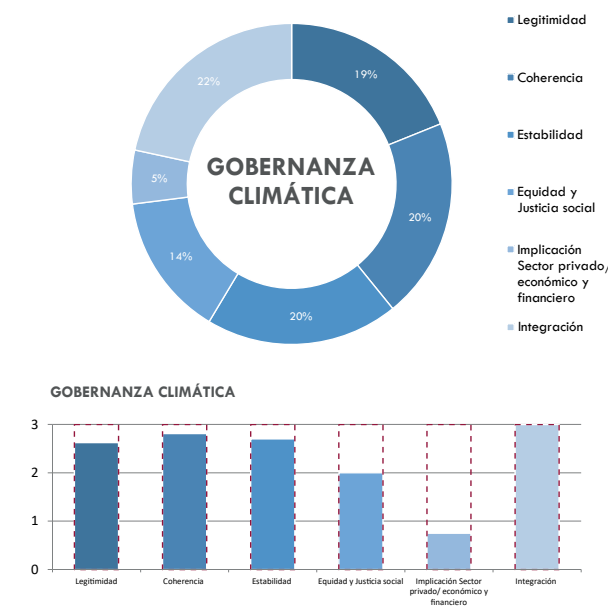 19%
20%
20%
14%
5%
22%
GOBERNANZA
CLIMÁTICA
Legitimidad
Coherencia
Estabilidad
Equidad y
Justicia social
Implicación
Sector privado/
económico y
financiero
Integración
GOBERNANZA CLIMÁTICA
3
2
1
0
Legitimidad
Coherencia
Estabilidad
Equidad y Justicia social
Implicación Sector
privado/ económico y
financiero
Integración